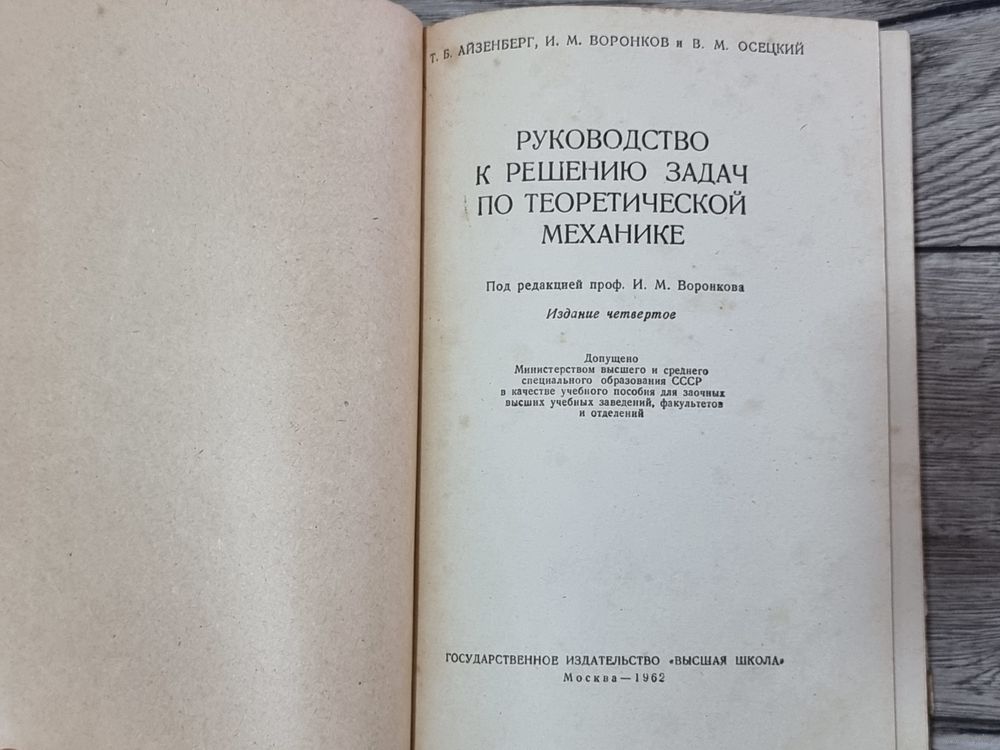 Т. Б. АЙЗЕНБЕРГ, И. М. ВОРОНКОВ и В. М. ОСЕЦКИЙ
РУКОВОДСТВО
К РЕШЕНИЮ ЗАДАЧ
ПО ТЕОРЕТИЧЕСКОЙ
МЕХАНИКЕ
Под редакцией проф. И. М. Воронкова
Издание четвертое
Допущено
Министерством высшего и среднего
специального образования СССР
в качестве учебного пособия для заочных
высших учебных заведений, факультетов
и отделений
ГОСУДАРСТВЕННОЕ ИЗДАТЕЛЬСТВО «ВЫСШАЯ ШКОЛА»
Москва — 1962